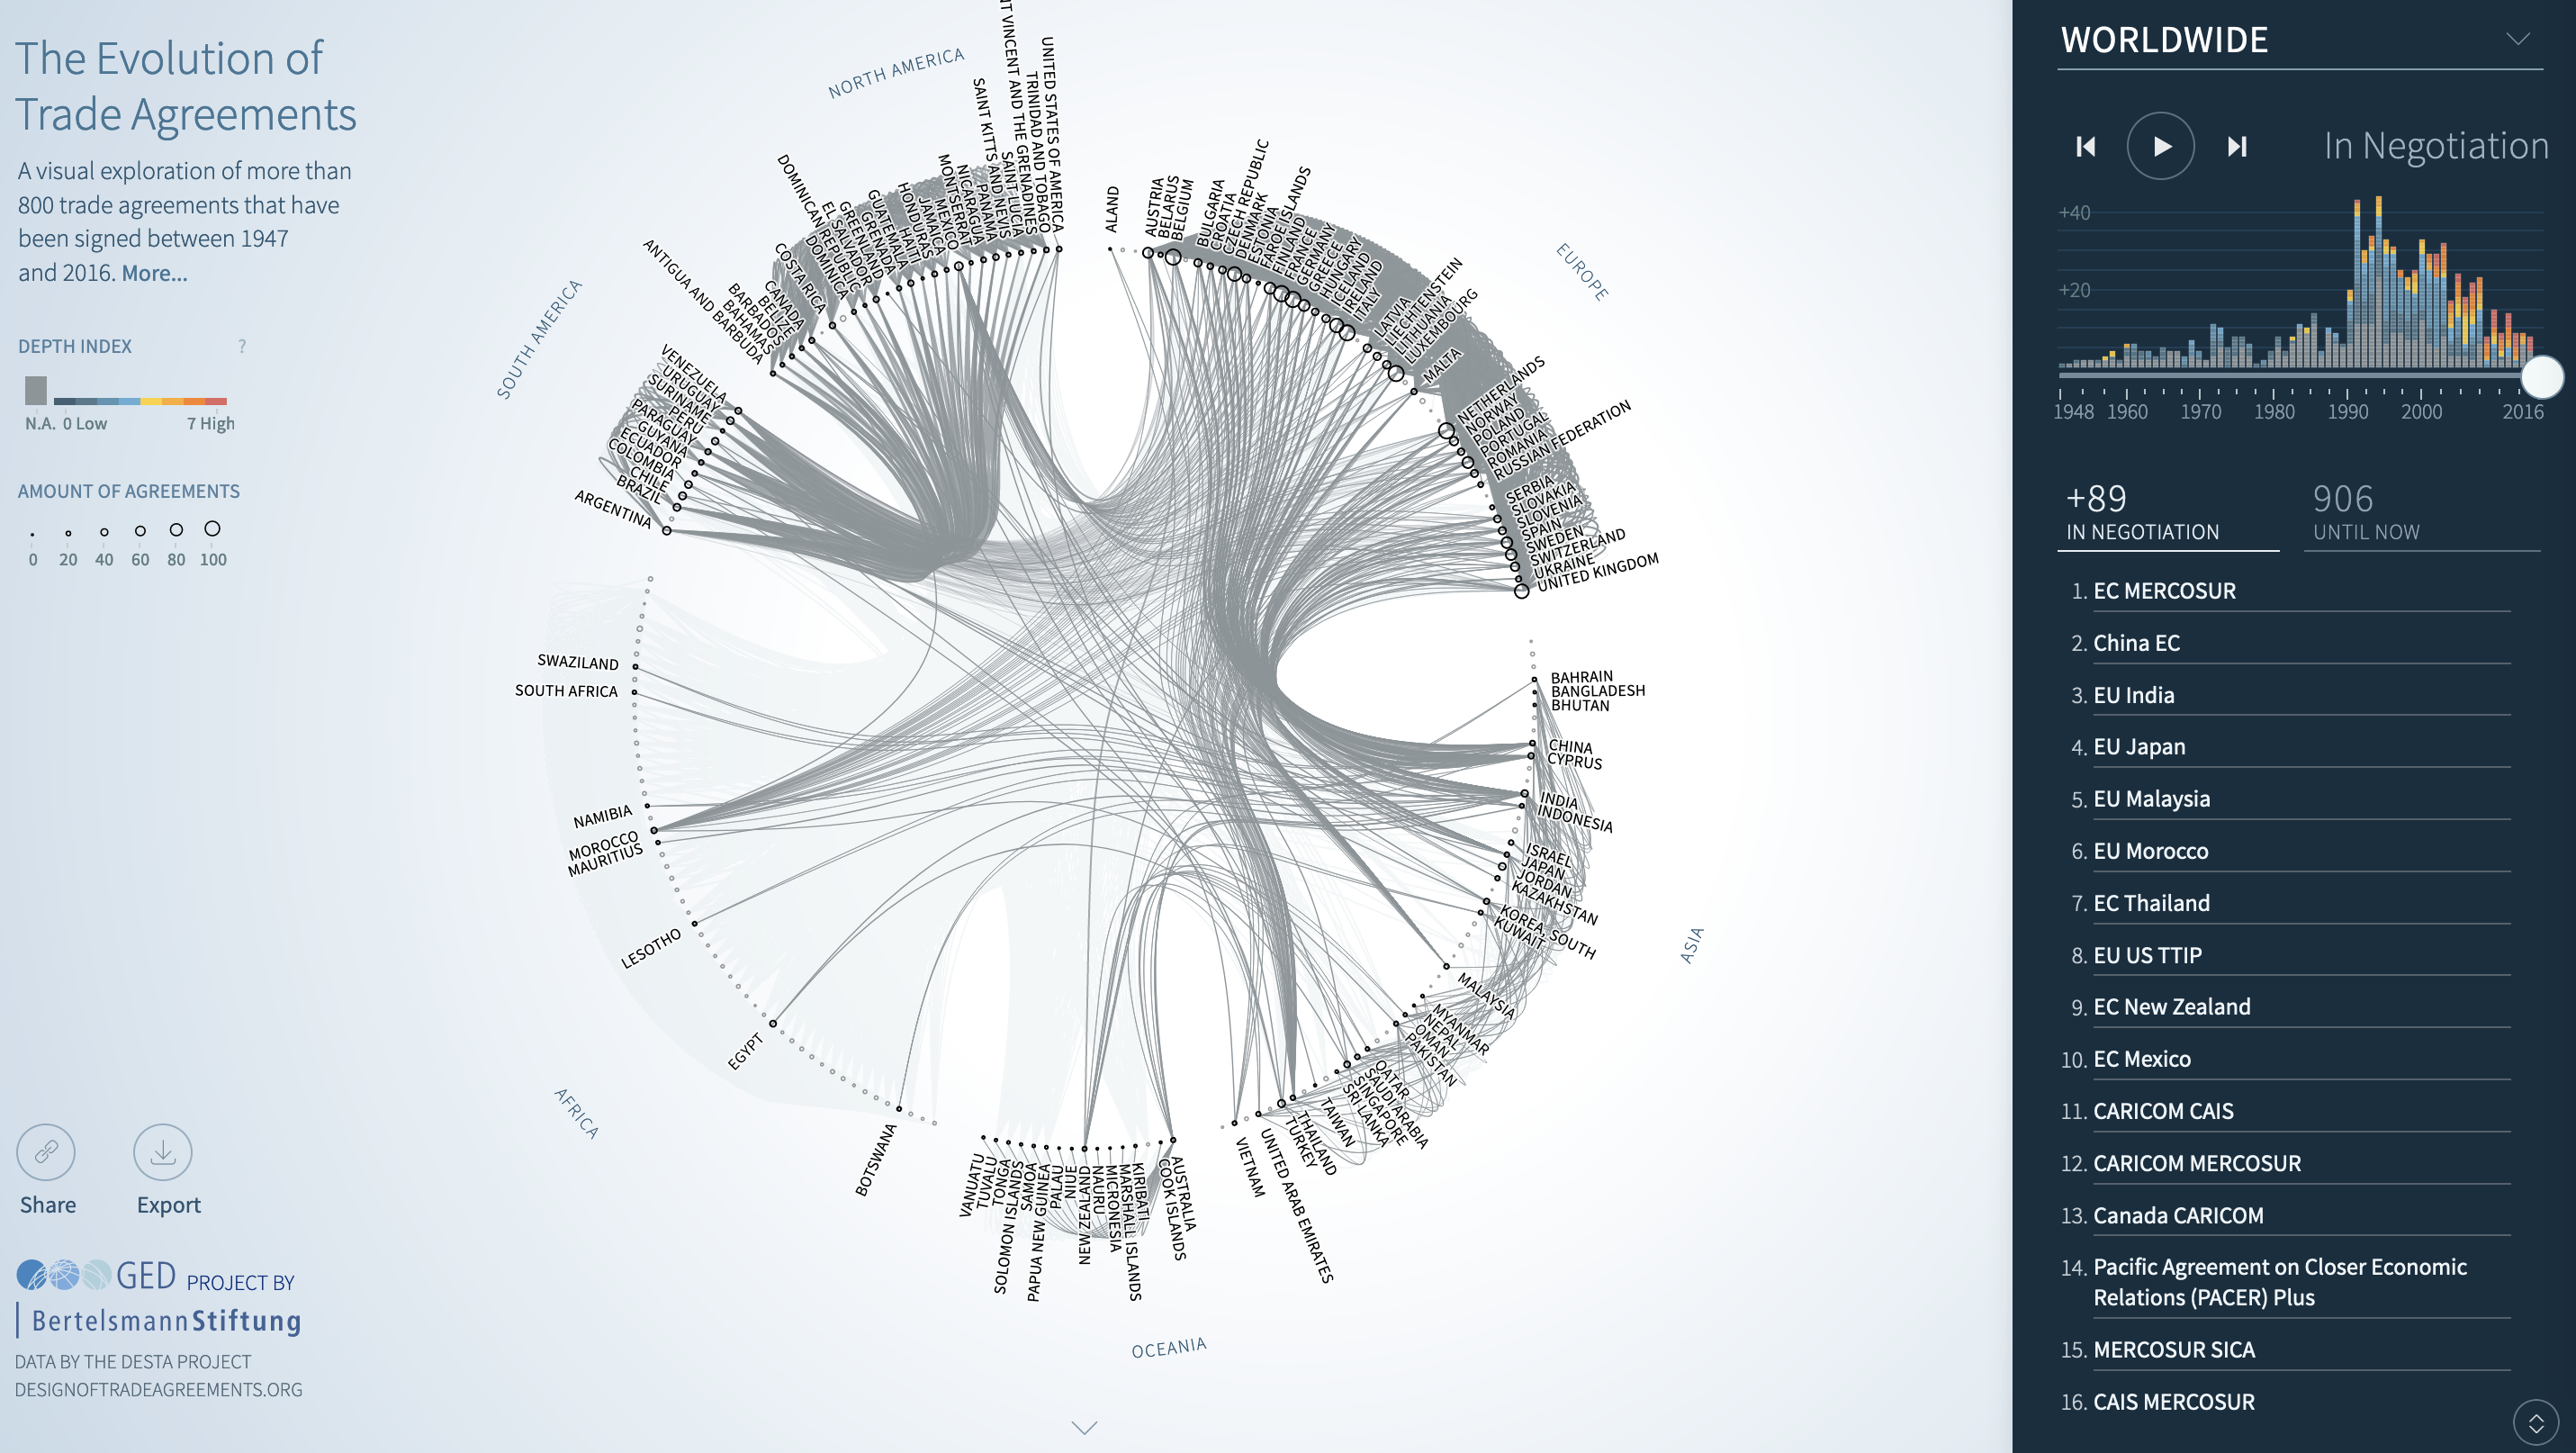 The Evolution of
Trade Agreements
A visual exploration of more than
800 trade agreements that have
been signed between 1947
and 2016. More...
DEPTH INDEX ?
N.A. 0 Low 7 High
AMOUNT OF AGREEMENTS
0 20 40 60 80 100
Share
Export
GED PROJECT BY
BertelsmannStiftung
DATA BY THE DESTA PROJECT
DESIGNOFTRADEAGREEMENTS.ORG
NORTH AMERICA
ANTIGUA AND BARBUDA
BAHAMAS
BARBADOS
BELIZE
CANADA
COSTA RICA
DOMINICA
DOMINICAN REPUBLIC
EL SALVADOR
GREENLAND
GRENADA
GUATEMALA
HAITI
HONDURAS
JAMAICA
MEXICO
MONTSERRAT
NICARAGUA
PANAMA
SAINT KITTS AND NEVIS
SAINT LUCIA
VINCENT AND THE GRENADINES
TRINIDAD AND TOBAGO
UNITED STATES OF AMERICA
EUROPE
ALAND
AUSTRIA
BELARUS
BELGIUM
BULGARIA
CROATIA
CZECH REPUBLIC
DENMARK
ESTONIA
FAROE ISLANDS
FINLAND
FRANCE
GERMANY
GREECE
HUNGARY
ICELAND
IRELAND
ITALY
LATVIA
LIECHTENSTEIN
LITHUANIA
LUXEMBOURG
MALTA
NETHERLANDS
NORWAY
POLAND
PORTUGAL
ROMANIA
RUSSIAN FEDERATION
SERBIA
SLOVAKIA
SLOVENIA
SPAIN
SWEDEN
SWITZERLAND
UKRAINE
UNITED KINGDOM
ASIA
BAHRAIN
BANGLADESH
BHUTAN
CHINA
CYPRUS
INDIA
INDONESIA
ISRAEL
JAPAN
JORDAN
KAZAKHSTAN
KOREA, SOUTH
KUWAIT
MALAYSIA
MYANMAR
NEPAL
OMAN
PAKISTAN
QATAR
SAUDI ARABIA
SINGAPORE
SRI LANKA
TAIWAN
THAILAND
TURKEY
UNITED ARAB EMIRATES
VIETNAM
OCEANIA
AUSTRALIA
COOK ISLANDS
KIRIBATI
MARSHALL ISLANDS
MICRONESIA
NAURU
NEW ZEALAND
NIUE
PALAU
PAPUA NEW GUINEA
SAMOA
SOLOMON ISLANDS
TONGA
TUVALU
VANUATU
AFRICA
BOTSWANA
EGYPT
LESOTHO
MAURITIUS
MOROCCO
NAMIBIA
SOUTH AFRICA
SWAZILAND
SOUTH AMERICA
ARGENTINA
BRAZIL
CHILE
COLOMBIA
ECUADOR
GUYANA
PARAGUAY
PERU
SURINAME
URUGUAY
VENEZUELA
WORLDWIDE
In Negotiation
+40
+20
1948 1960 1970 1980 1990 2000 2016
+89
IN NEGOTIATION
906
UNTIL NOW
1. EC MERCOSUR
2. China EC
3. EU India
4. EU Japan
5. EU Malaysia
6. EU Morocco
7. EC Thailand
8. EU US TTIP
9. EC New Zealand
10. EC Mexico
11. CARICOM CAIS
12. CARICOM MERCOSUR
13. Canada CARICOM
14. Pacific Agreement on Closer Economic
Relations (PACER) Plus
15. MERCOSUR SICA
16. CAIS MERCOSUR